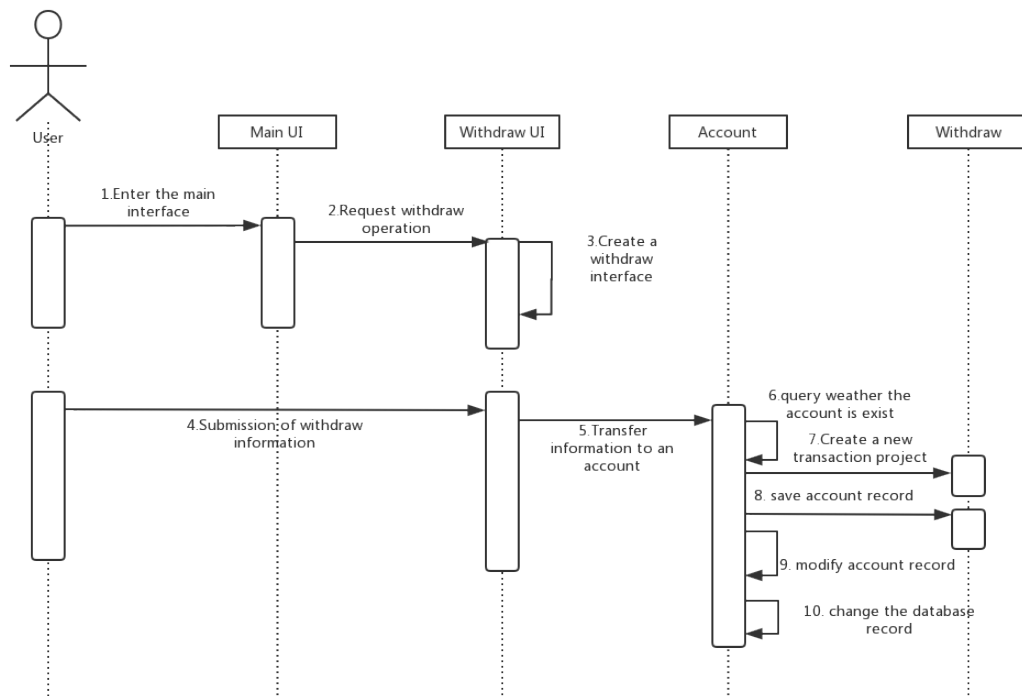 User
Main UI
Withdraw UI
Account
Withdraw
1.Enter the main
interface
2.Request withdraw
operation
3.Create a
withdraw
interface
4.Submission of withdraw
information
5.Transfer
information to an
account
6.query weather the
account is exist
7.Create a new
transaction project
8. save account record
9. modify account record
10. change the database
record